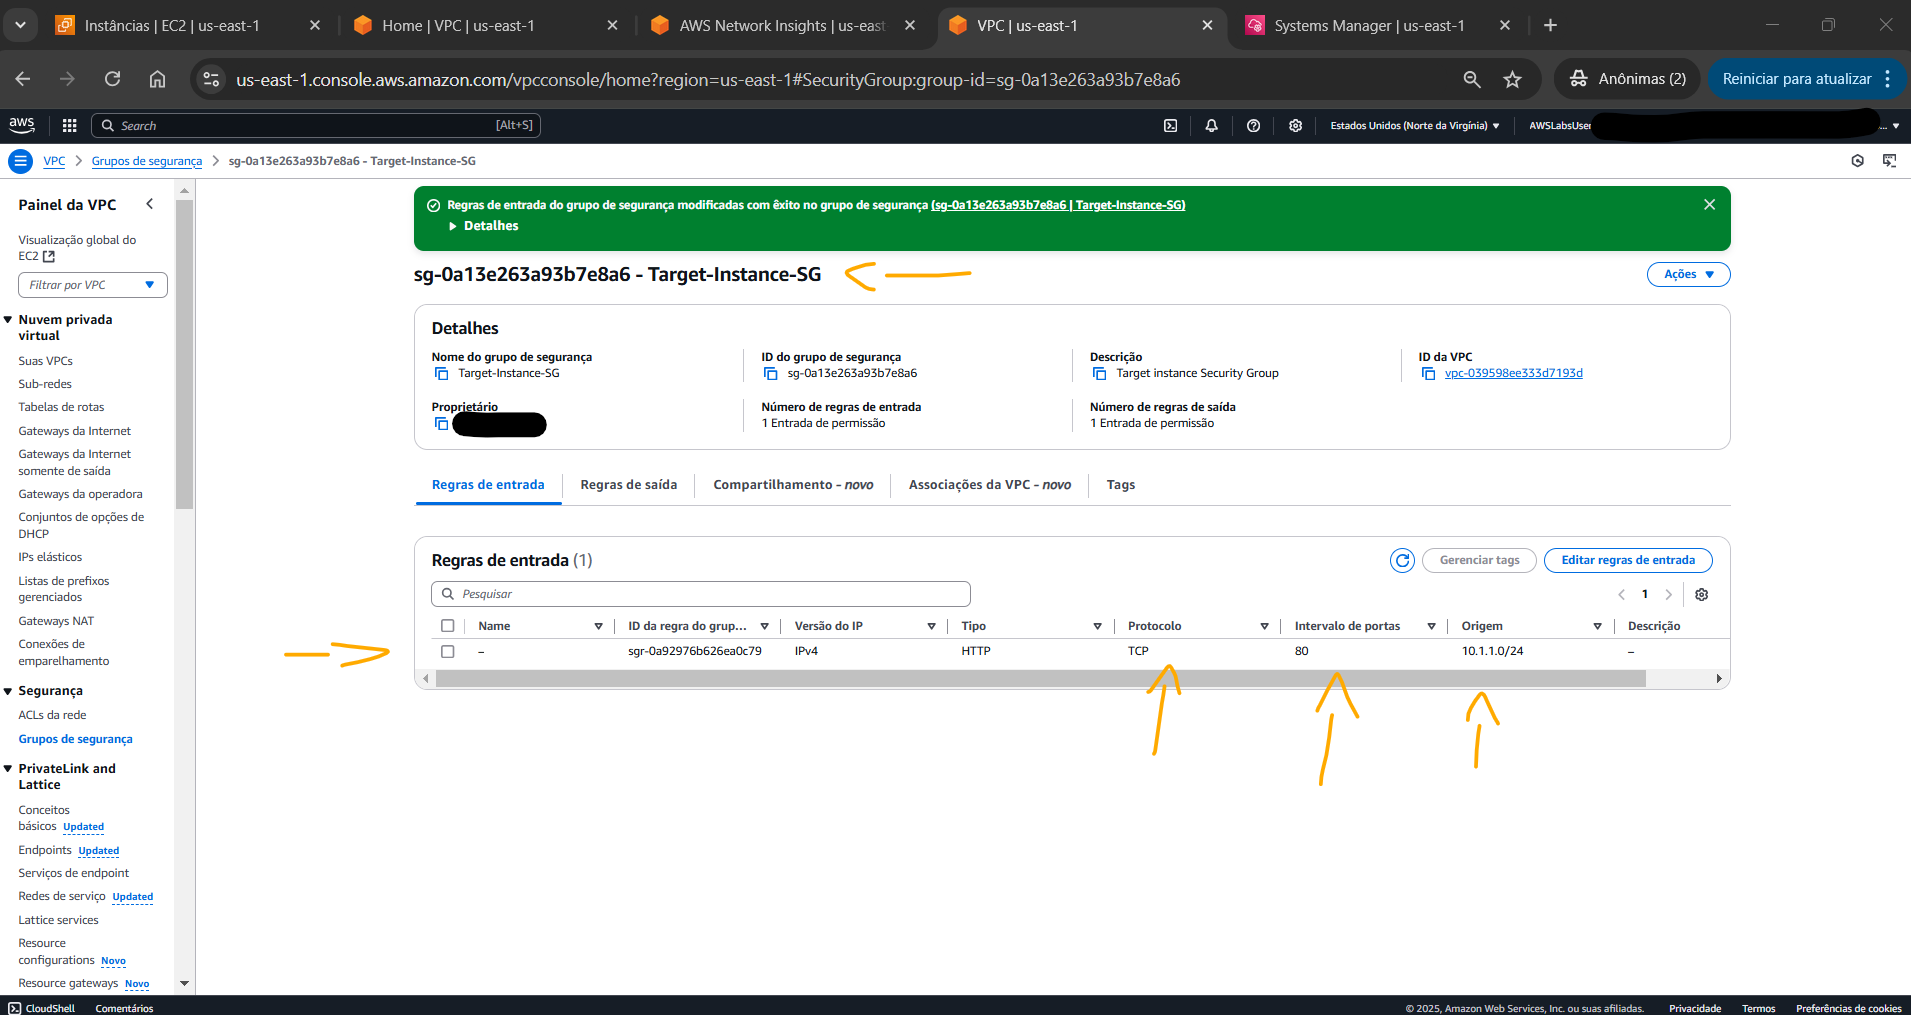 Instâncias | EC2 | us-east-1
Home | VPC | us-east-1
AWS Network Insights | us-east
VPC | us-east-1
Systems Manager | us-east-1
us-east-1.console.aws.amazon.com/vpcconsole/home?region=us-east-1#SecurityGroup:group-id=sg-0a13e263a93b7e8a6
Anônimas (2)
Reiniciar para atualizar
aws
Search
[Alt+S]
Estados Unidos (Norte da Virgínia)
AWSLabsUser
...
VPC
Grupos de segurança
sg-0a13e263a93b7e8a6 - Target-Instance-SG
Painel da VPC
Visualização global do
EC2
Filtrar por VPC
Nuvem privada
virtual
Suas VPCs
Sub-redes
Tabelas de rotas
Gateways da Internet
Gateways da Internet
somente de saída
Gateways da operadora
Conjuntos de opções de
DHCP
IPs elásticos
Listas de prefixos
gerenciados
Gateways NAT
Conexões de
emparelhamento
Segurança
ACLs da rede
Grupos de segurança
PrivateLink and
Lattice
Conceitos
básicos Updated
Endpoints Updated
Serviços de endpoint
Redes de serviço Updated
Lattice services
Resource
configurations Novo
Resource gateways Novo
Regras de entrada do grupo de segurança modificadas com êxito no grupo de segurança (sg-0a13e263a93b7e8a6 | Target-Instance-SG)
Detalhes
sg-0a13e263a93b7e8a6 - Target-Instance-SG
Ações
Detalhes
Nome do grupo de segurança
Target-Instance-SG
ID do grupo de segurança
sg-0a13e263a93b7e8a6
Descrição
Target instance Security Group
ID da VPC
vpc-039598ee333d7193d
Proprietário
Número de regras de entrada
1 Entrada de permissão
Número de regras de saída
1 Entrada de permissão
Regras de entrada
Regras de saída
Compartilhamento - novo
Associações da VPC - novo
Tags
Regras de entrada (1)
Gerenciar tags
Editar regras de entrada
Pesquisar
1
Name
ID da regra do grup...
Versão do IP
Tipo
Protocolo
Intervalo de portas
Origem
Descrição
–
sgr-0a92976b626ea0c79
IPv4
HTTP
TCP
80
10.1.1.0/24
–
CloudShell
Comentários
© 2025, Amazon Web Services, Inc. ou suas afiliadas.
Privacidade
Termos
Preferências de cookies